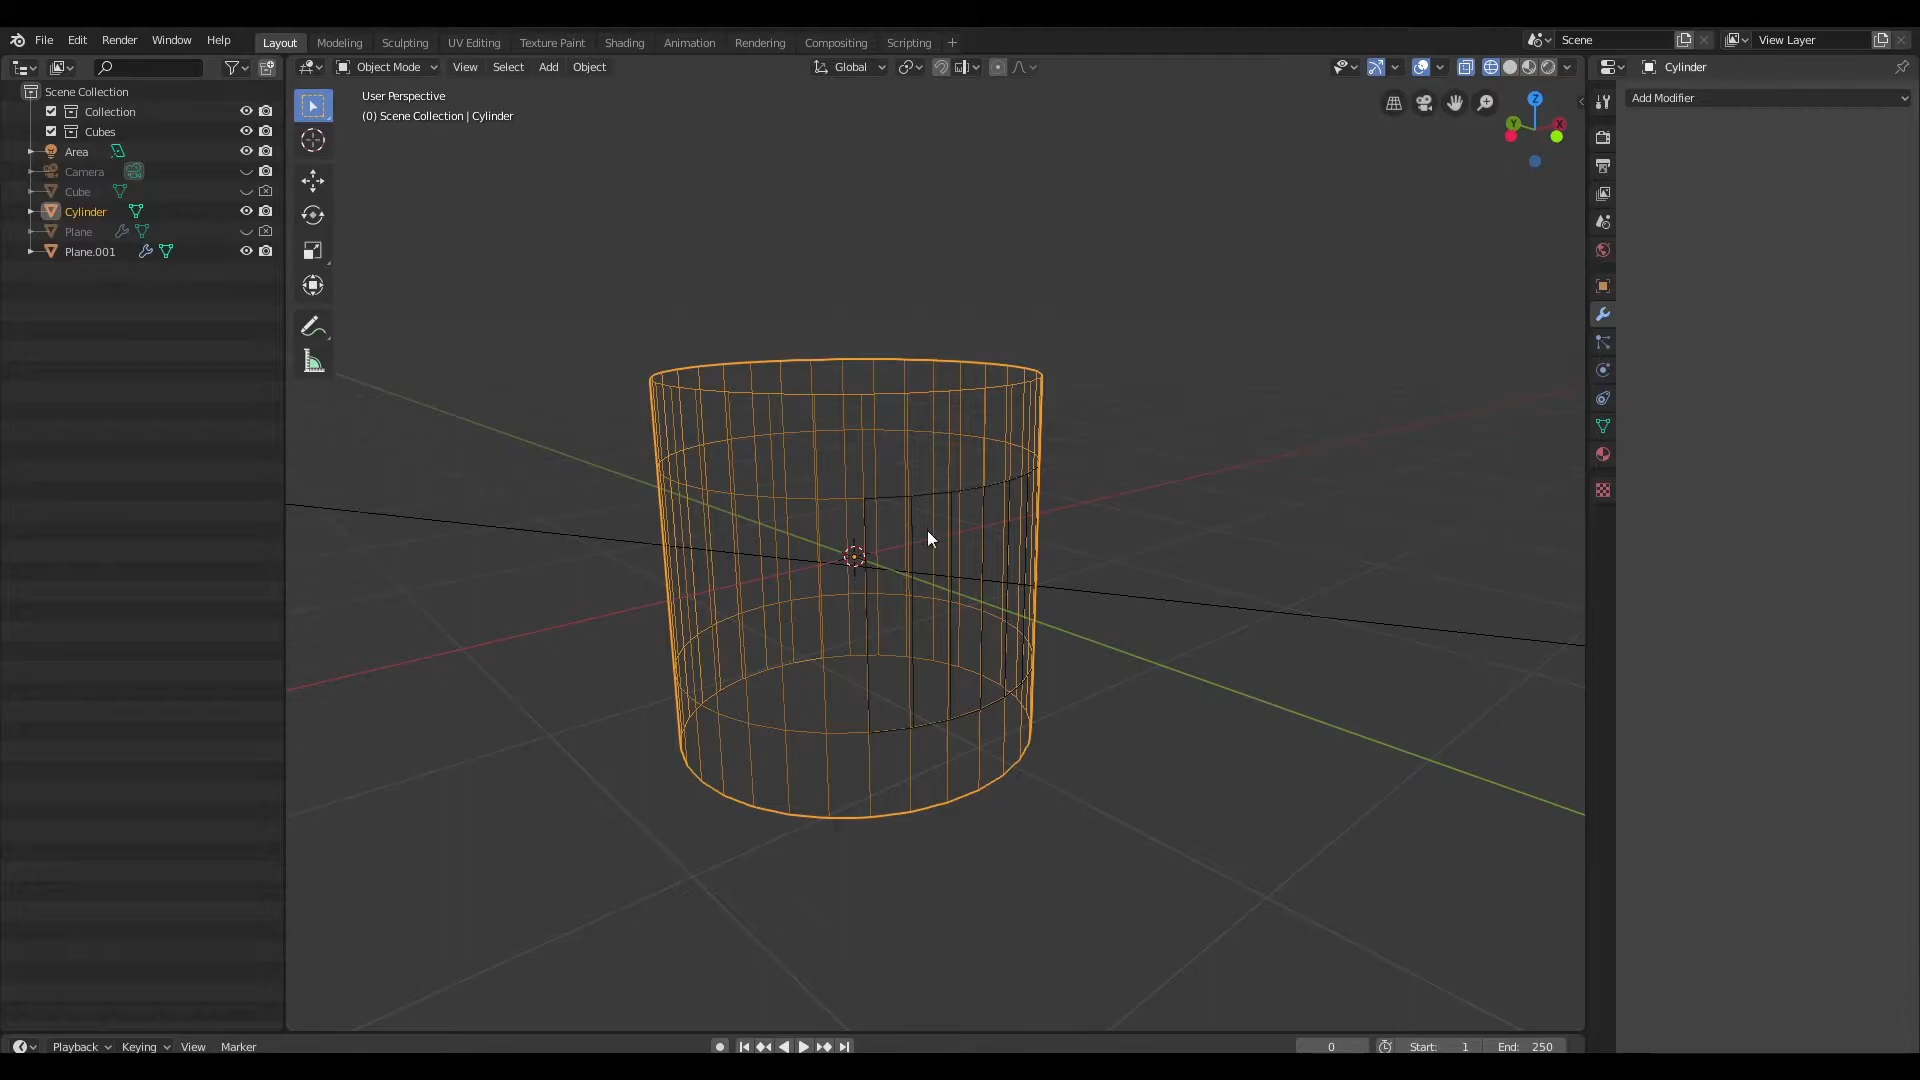 File Edit Render Window Help Layout Modeling Sculpting UV Editing Texture Paint Shading Animation Rendering Compositing Scripting + Scene View Layer
Object Mode View Select Add Object Global Cylinder
Scene Collection
User Perspective
Add Modifier
Collection
(0) Scene Collection | Cylinder
Cubes
Area
Camera
Cube
Cylinder
Plane
Plane.001
Z
Y
X
Playback Keying View Marker 0 Start: 1 End: 250